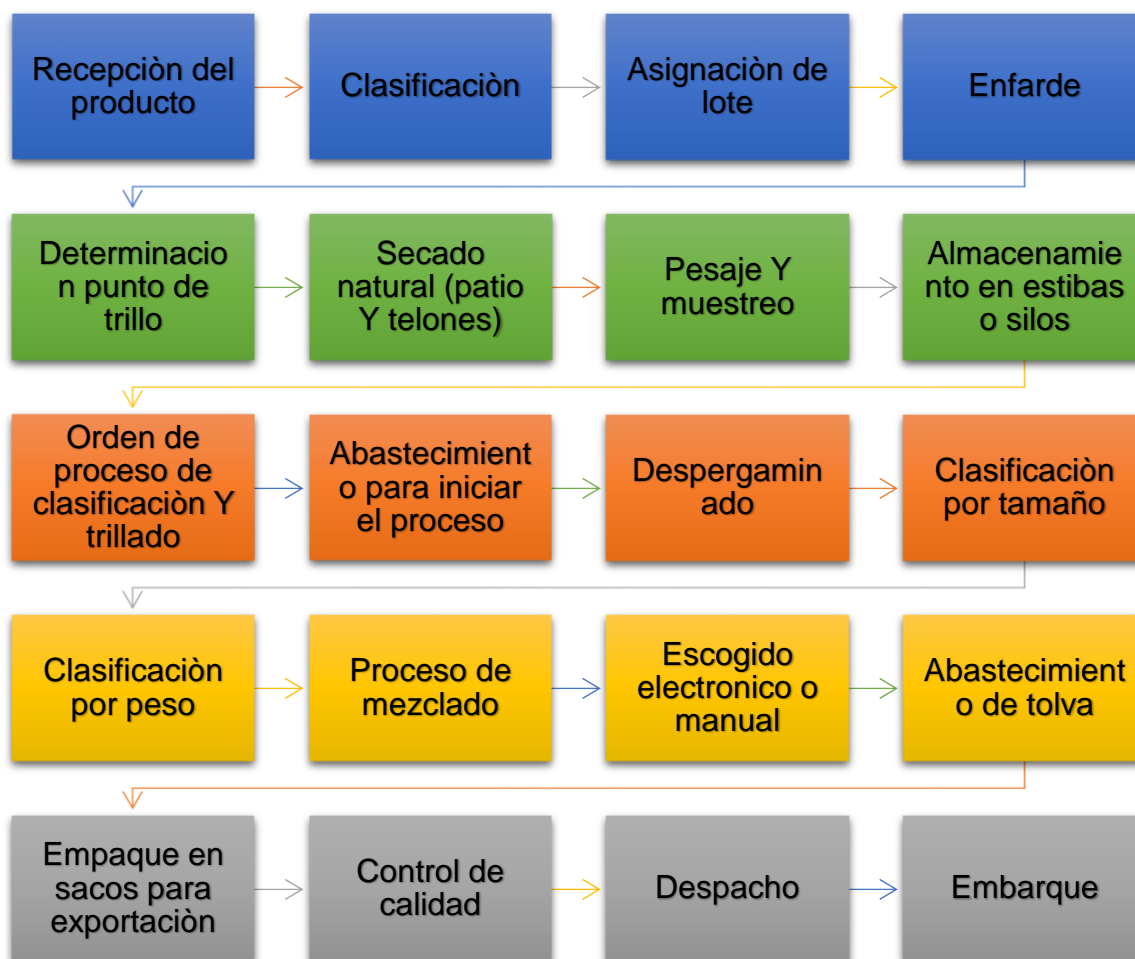 Recepciòn del
producto
Clasificaciòn
Asignaciòn de
lote
Enfarde
Determinacio
n punto de
trillo
Secado
natural (patio
Y telones)
Pesaje Y
muestreo
Almacenamie
nto en estibas
o silos
Orden de
proceso de
clasificaciòn Y
trillado
Abastecimient
o para iniciar
el proceso
Despergamin
ado
Clasificaciòn
por tamaño
Clasificaciòn
por peso
Proceso de
mezclado
Escogido
electronico o
manual
Abastecimient
o de tolva
Empaque en
sacos para
exportaciòn
Control de
calidad
Despacho
Embarque